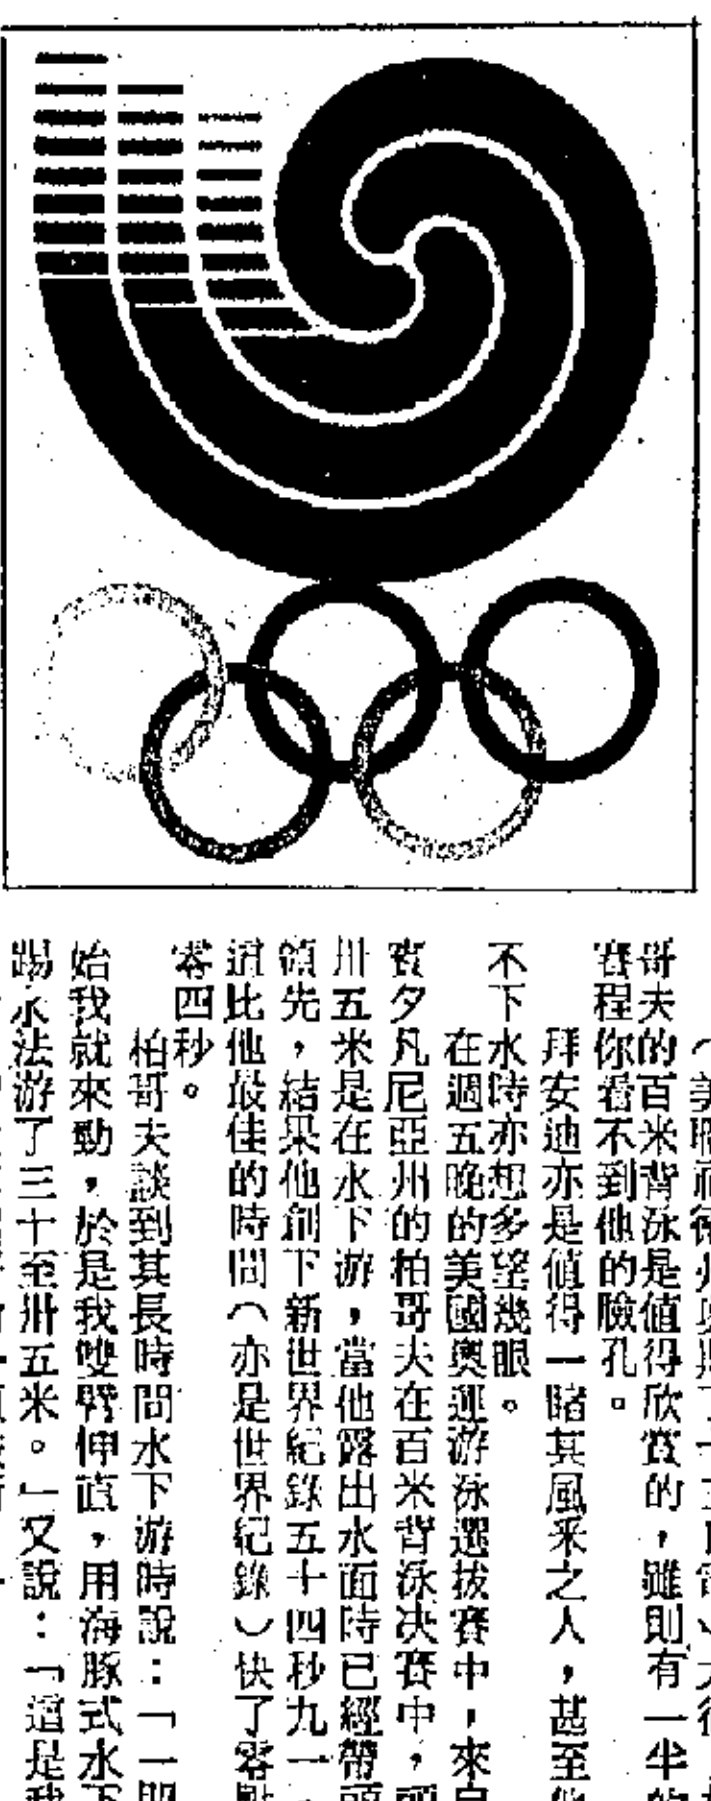 哥夫的百米背泳是值得欣賞的，雖則有一半的
賽程你看不到他的臉孔。
拜安迪亦是值得一睹其風采之人，甚至他
不下水時亦想多望幾眼。
在週五晚的美國奧運游泳選拔賽中，來自
賓夕凡尼亞州的柏哥夫在百米背泳決賽中，頭
卅五米是在水下游，當他露出水面時已經帶頭
領先，結果他創下新世界紀錄五十四秒九一，
這比他最佳的時間（亦是世界紀錄）快了零點
零四秒。
柏哥夫談到其長時間水下游時說：「一開
始我就來勁，於是我雙臂伸直，用海豚式水下
踢水法游了三十至卅五米。」又說：「這是我